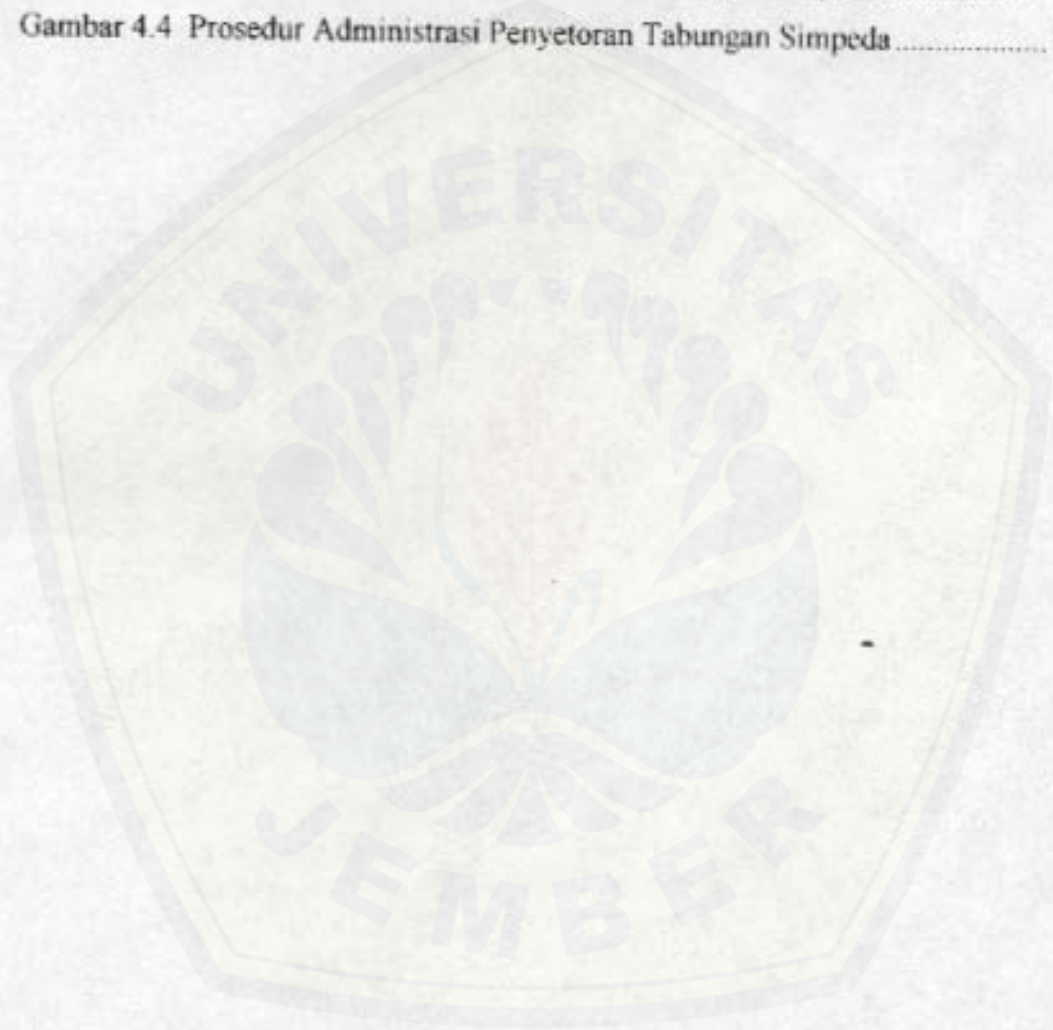 Gambar 4.4 Prosedur Administrasi Penyetoran Tabungan Simpeda....................
UNIVERSITAS
JEMBER